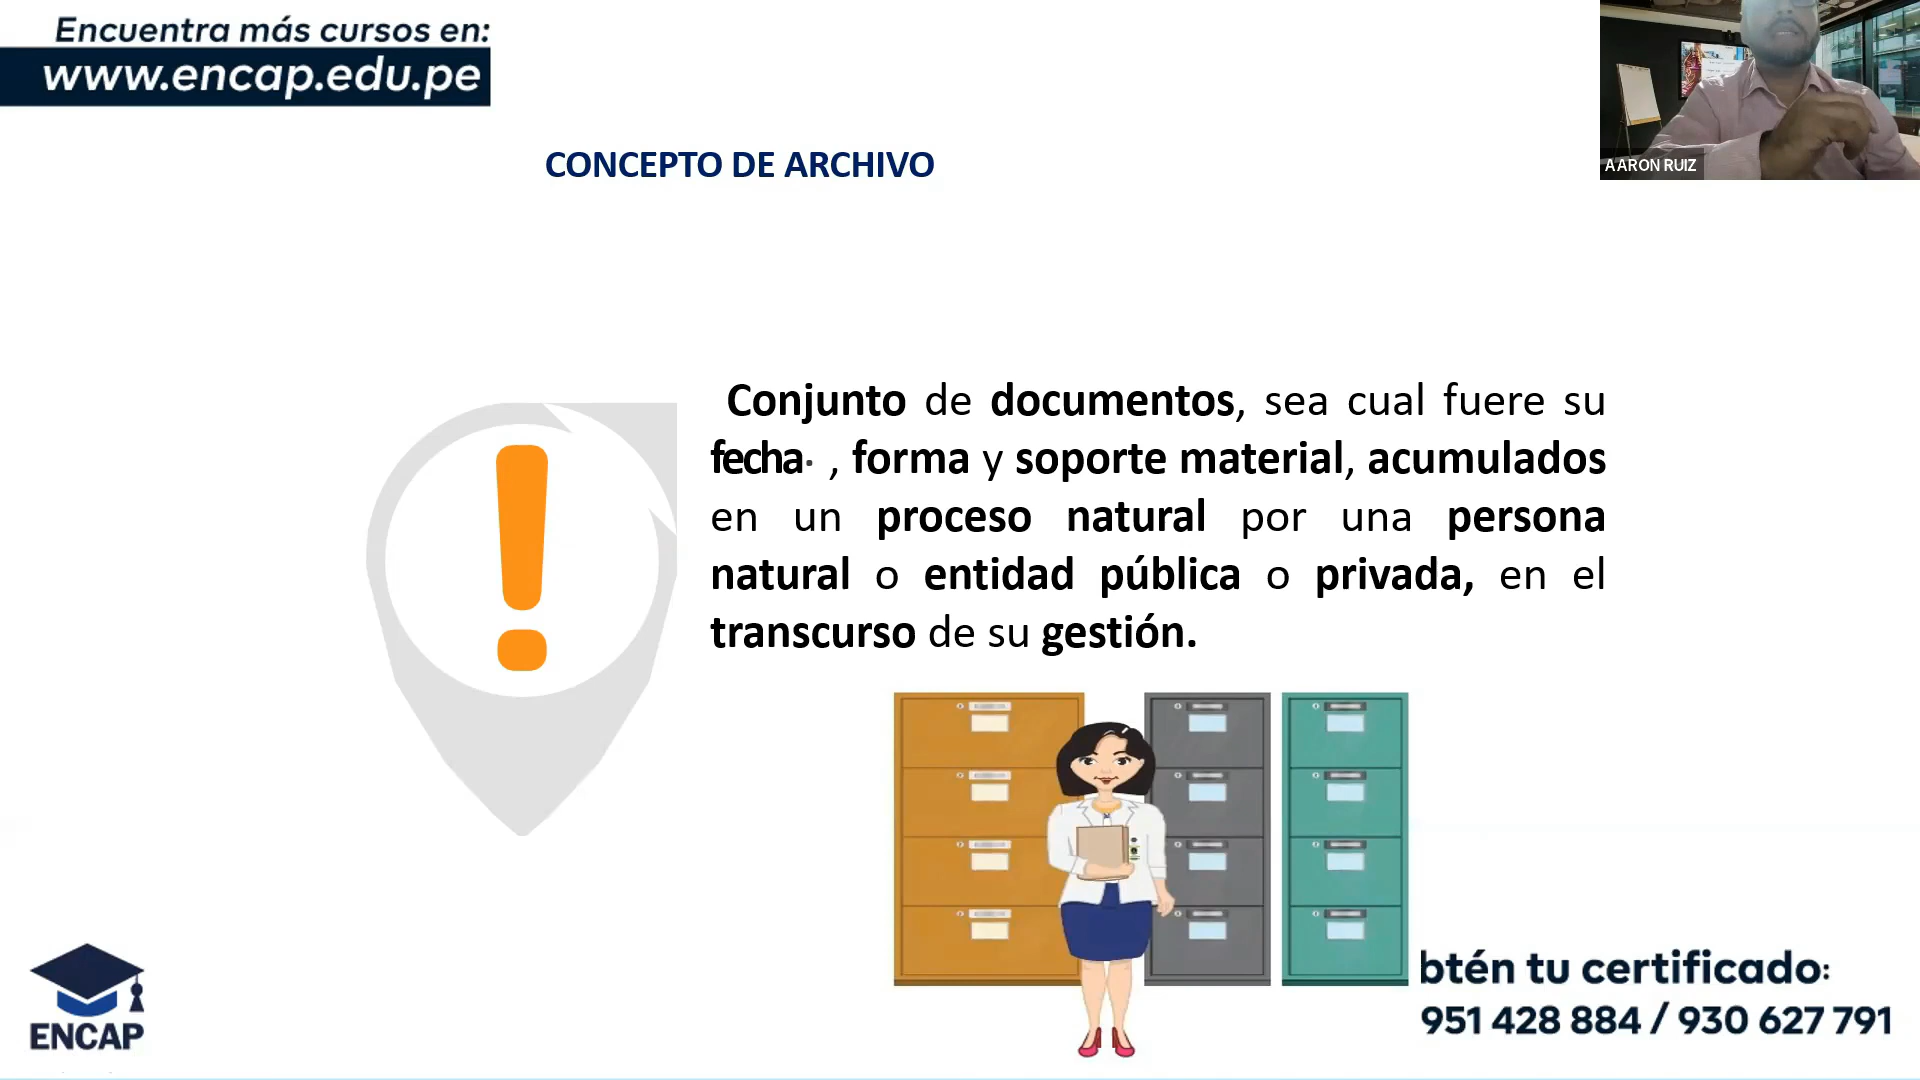 Encuentra más cursos en:
www.encap.edu.pe
AARON RUIZ
CONCEPTO DE ARCHIVO
Conjunto de documentos, sea cual fuere su
fecha , forma y soporte material, acumulados
en un proceso natural por una persona
natural o entidad pública o privada, en el
transcurso de su gestión.
btén tu certificado:
951 428 884 / 930 627 791
ENCAP